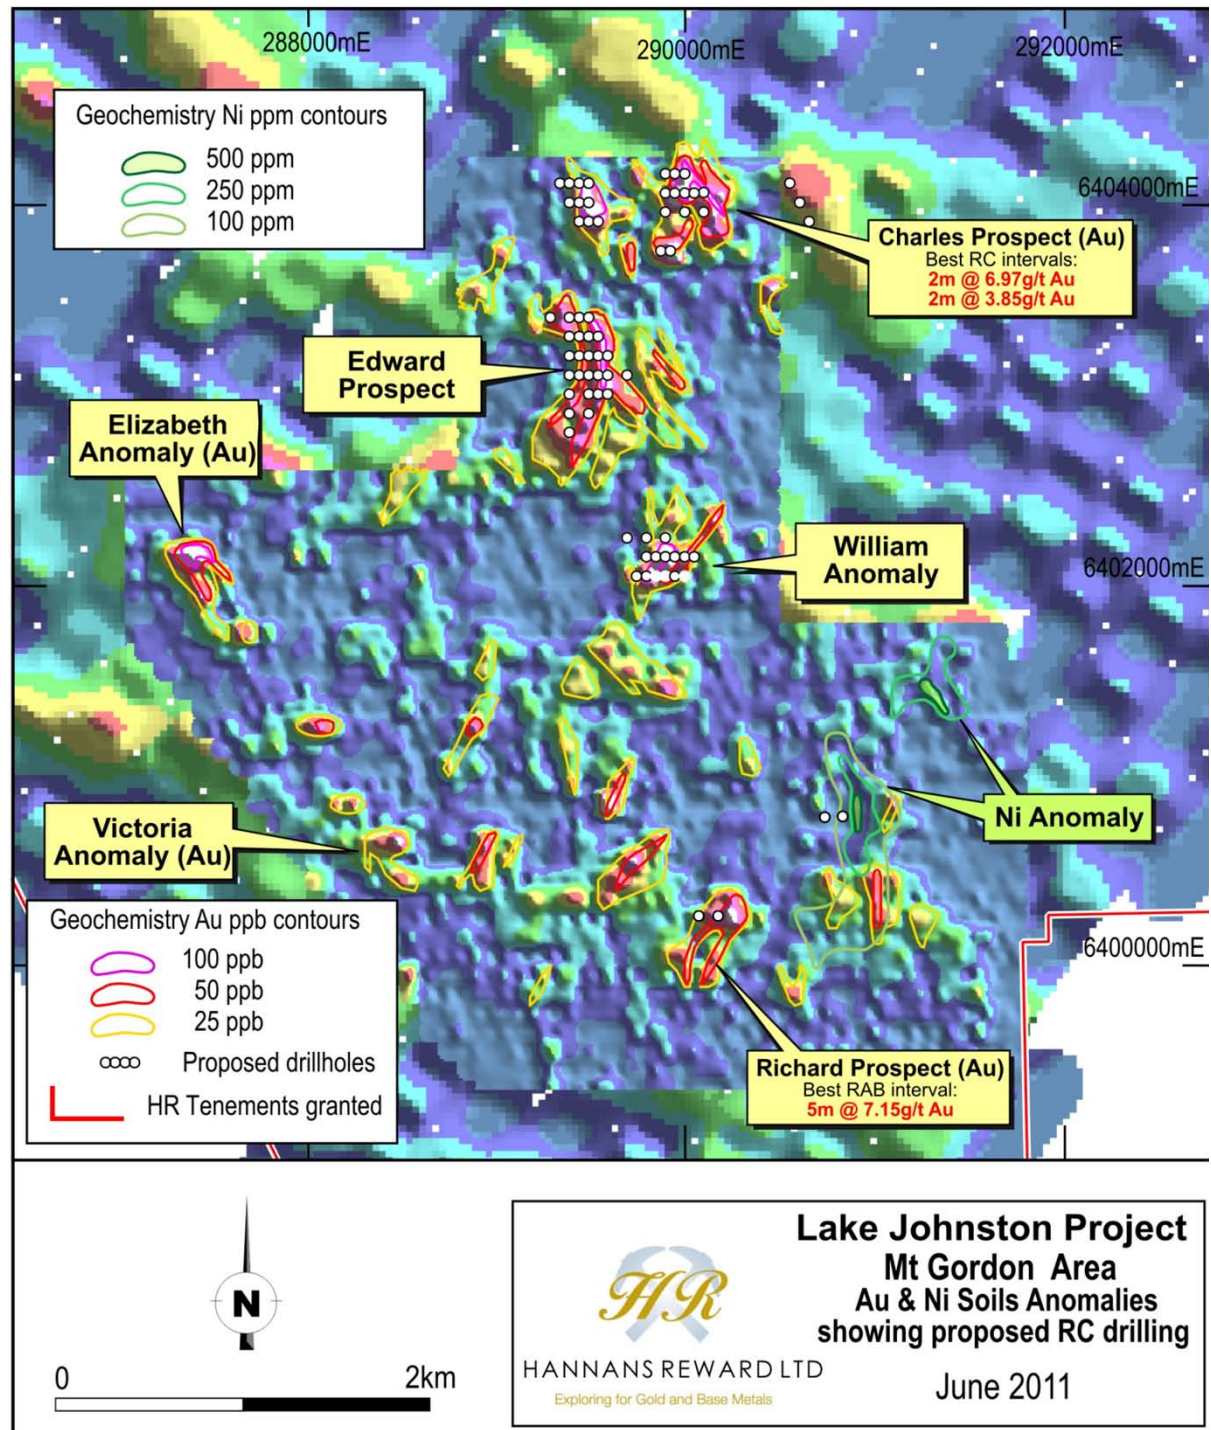 288000mE
290000mE
292000mE
Geochemistry Ni ppm contours
500 ppm
250 ppm
100 ppm
6404000mE
Charles Prospect (Au)
Best RC intervals:
2m @ 6.97g/t Au
2m @ 3.85g/t Au
Edward
Prospect
Elizabeth
Anomaly (Au)
William
Anomaly
6402000mE
Ni Anomaly
Victoria
Anomaly (Au)
Geochemistry Au ppb contours
100 ppb
50 ppb
25 ppb
Proposed drillholes
HR Tenements granted
6400000mE
Richard Prospect (Au)
Best RAB interval:
5m @ 7.15g/t Au
N
0
2km
HR
HANNANS REWARD LTD
Exploring for Gold and Base Metals
Lake Johnston Project
Mt Gordon Area
Au & Ni Soils Anomalies
showing proposed RC drilling
June 2011